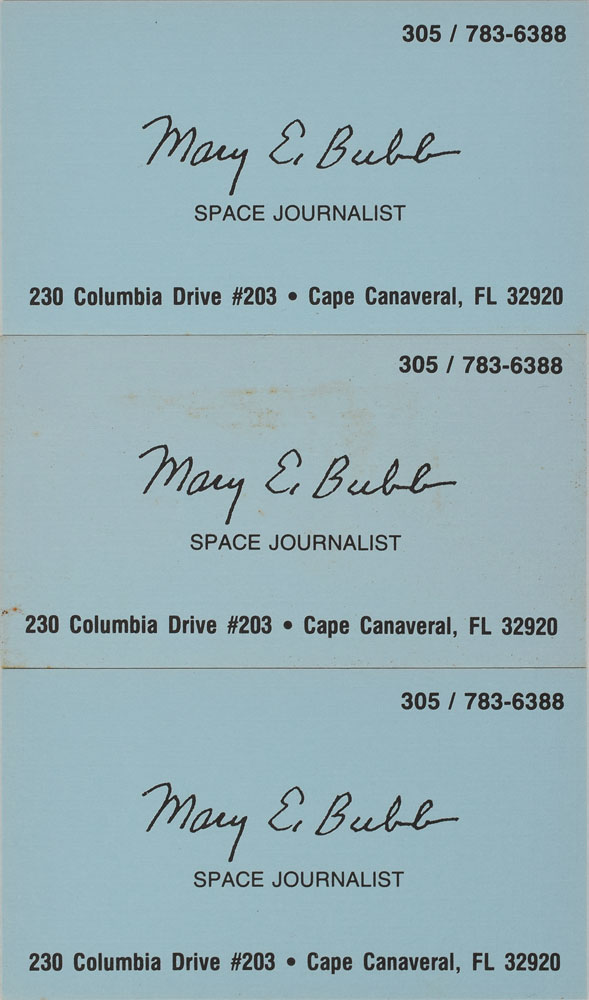 305 / 783-6388
Mary E. Bubb
SPACE JOURNALIST
230 Columbia Drive #203 • Cape Canaveral, FL 32920
305 / 783-6388
Mary E. Bubb
SPACE JOURNALIST
230 Columbia Drive #203 • Cape Canaveral, FL 32920
305 / 783-6388
Mary E. Bubb
SPACE JOURNALIST
230 Columbia Drive #203 • Cape Canaveral, FL 32920